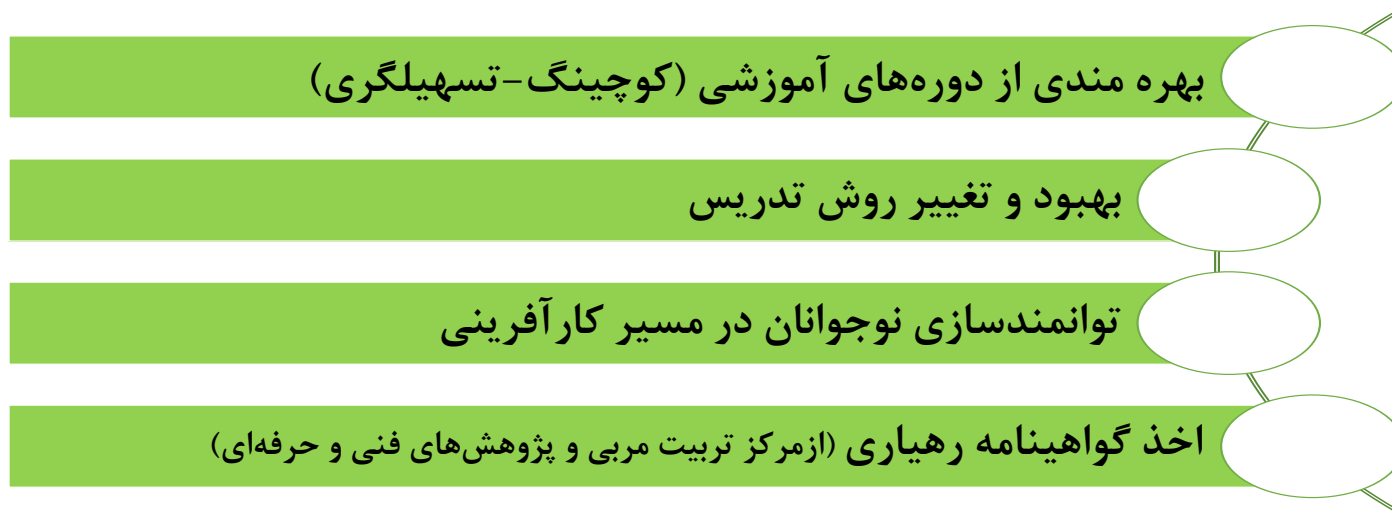 بهره مندی از دوره‌های آموزشی (کوچینگ-تسهیلگری)
بهبود و تغییر روش تدریس
توانمندسازی نوجوانان در مسیر کارآفرینی
اخذ گواهینامه رهیاری (ازمرکز تربیت مربی و پژوهش‌های فنی و حرفه‌ای)